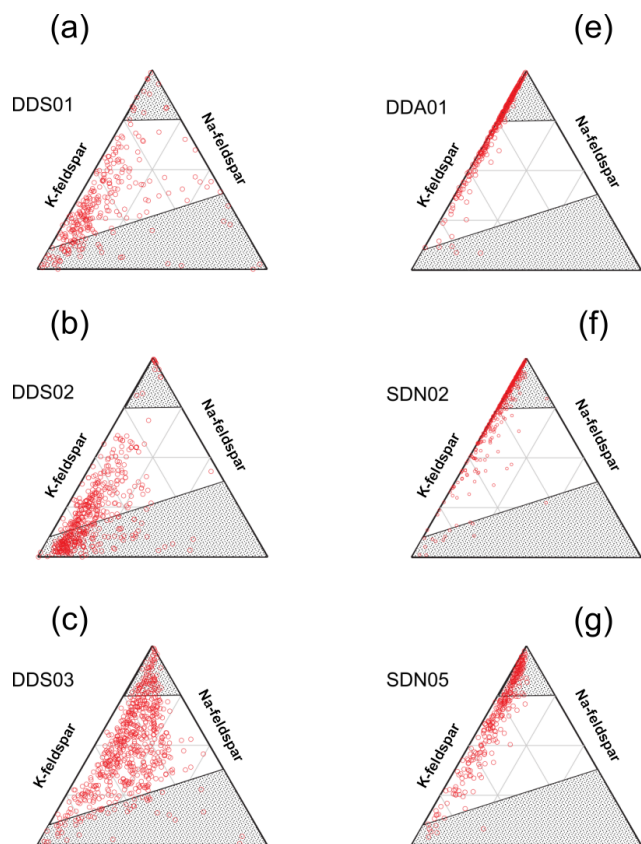 (a)
DDS01
K-feldspar
Na-feldspar
(b)
DDS02
K-feldspar
Na-feldspar
(c)
DDS03
K-feldspar
Na-feldspar
(e)
DDA01
K-feldspar
Na-feldspar
(f)
SDN02
K-feldspar
Na-feldspar
(g)
SDN05
K-feldspar
Na-feldspar